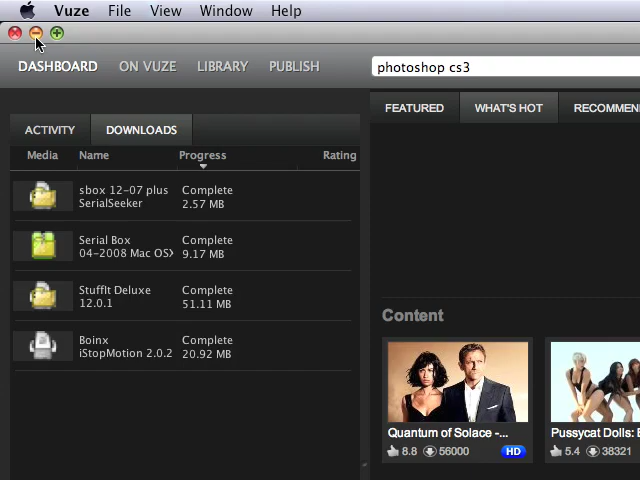 Vuze File View Window Help
DASHBOARD ON VUZE LIBRARY PUBLISH
photoshop cs3
FEATURED WHAT'S HOT
ACTIVITY DOWNLOADS
Media Name Progress Rating
sbox 12-07 plus
SerialSeeker
Complete
2.57 MB
Serial Box
04-2008 Mac OSX
Complete
9.17 MB
StuffIt Deluxe
12.0.1
Complete
51.11 MB
Boinx
iStopMotion 2.0.2
Complete
20.92 MB
Content
Quantum of Solace -...
8.8 56000 HD
Pussycat Dolls:
5.4 38321